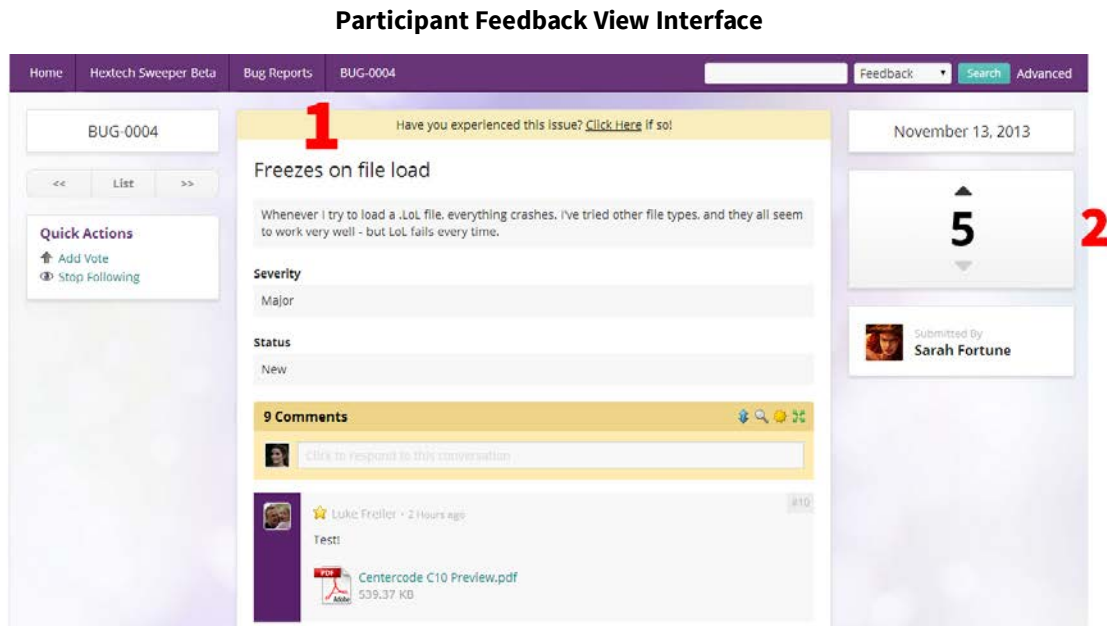 Participant Feedback View Interface
Home Hextech Sweeper Beta Bug Reports BUG-0004 Feedback Search Advanced
1
BUG-0004
Have you experienced this issue? Click Here if so!
November 13, 2013
<< List >>
Freezes on file load
Whenever I try to load a .LoL file, everything crashes. I've tried other file types, and they all seem
to work very well - but LoL fails every time.
5
2
Quick Actions
Add Vote
Stop Following
Severity
Major
Status
New
Submitted By
Sarah Fortune
9 Comments
Click to respond to this conversation
Luke Freiler • 2 Hours ago
#10
Test!
PDF
Adobe
Centercode C10 Preview.pdf
539.37 KB